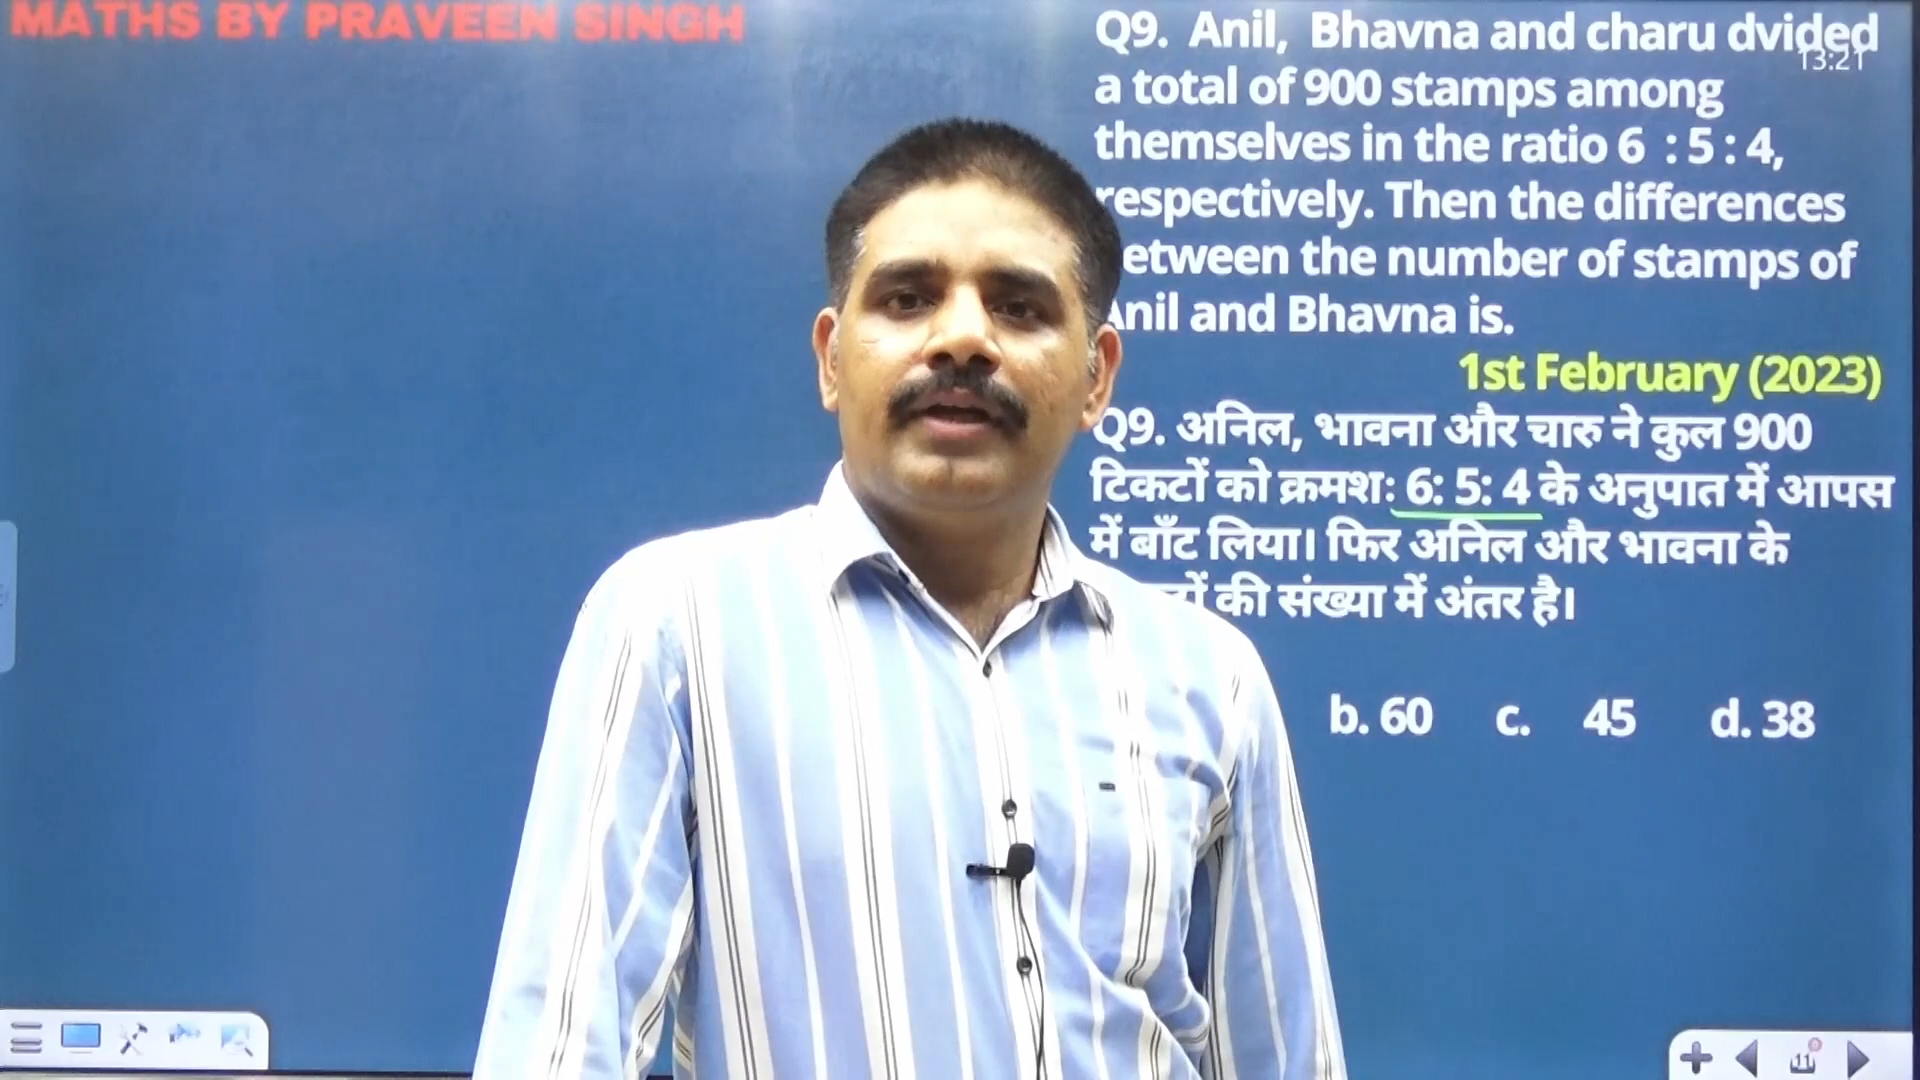 MATHS BY PRAVEEN SINGH
Q9. Anil, Bhavna and charu dvided
13:21
a total of 900 stamps among
themselves in the ratio 6 : 5 : 4,
respectively. Then the differences
etween the number of stamps of
Anil and Bhavna is.
1st February (2023)
Q9. अनिल, भावना और चारु ने कुल 900
टिकटों को क्रमशः 6: 5: 4 के अनुपात में आपस
में बाँट लिया। फिर अनिल और भावना के
की संख्या में अंतर है।
b. 60 c. 45 d. 38
11